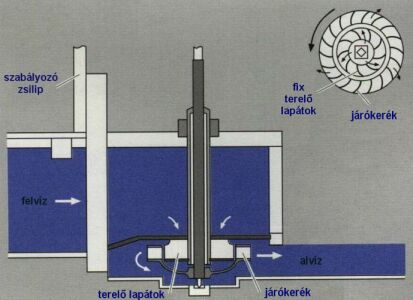 szabályozó
zsilip
fix
terelő
lapátok
járókerék
felvíz
alvíz
terelő lapátok
járókerék